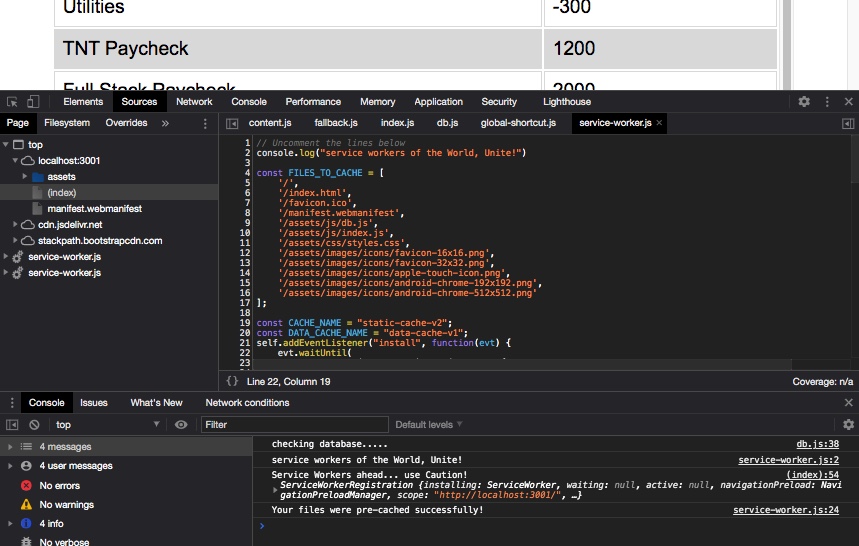 Utilities -300
TNT Paycheck 1200
Full Stack Paycheck 2000
Elements Sources Network Console Performance Memory Application Security Lighthouse
Page Filesystem Overrides »
content.js fallback.js index.js db.js global-shortcut.js service-worker.js ×
top
localhost:3001
assets
(index)
manifest.webmanifest
cdn.jsdelivr.net
stackpath.bootstrapcdn.com
service-worker.js
service-worker.js
1 // Uncomment the lines below
2 console.log("service workers of the World, Unite!")
3
4 const FILES_TO_CACHE = [
5 '/',
6 '/index.html',
7 '/favicon.ico',
8 '/manifest.webmanifest',
9 '/assets/js/db.js',
10 '/assets/js/index.js',
11 '/assets/css/styles.css',
12 '/assets/images/icons/favicon-16x16.png',
13 '/assets/images/icons/favicon-32x32.png',
14 '/assets/images/icons/apple-touch-icon.png',
15 '/assets/images/icons/android-chrome-192x192.png',
16 '/assets/images/icons/android-chrome-512x512.png'
17 ];
18
19 const CACHE_NAME = "static-cache-v2";
20 const DATA_CACHE_NAME = "data-cache-v1";
21 self.addEventListener("install", function(evt) {
22 evt.waitUntil(
23
{} Line 22, Column 19 Coverage: n/a
Console Issues What's New Network conditions
top Filter Default levels
4 messages
4 user messages
No errors
No warnings
4 info
No verbose
checking database..... db.js:38
service workers of the World, Unite! service-worker.js:2
Service Workers ahead... use Caution! (index):54
ServiceWorkerRegistration {installing: ServiceWorker, waiting: null, active: null, navigationPreload: Navi
gationPreloadManager, scope: "http://localhost:3001/", …}
Your files were pre-cached successfully! service-worker.js:24